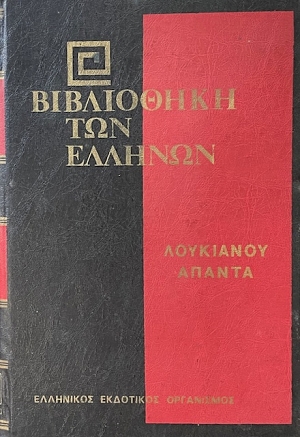 ΒΙΒΛΙΟΘΗΚΗ
ΤΩΝ
ΕΛΛΗΝΩΝ
ΛΟΥΚΙΑΝΟΥ
ΑΠΑΝΤΑ
ΕΛΛΗΝΙΚΟΣ ΕΚΔΟΤΙΚΟΣ ΟΡΓΑΝΙΣΜΟΣ